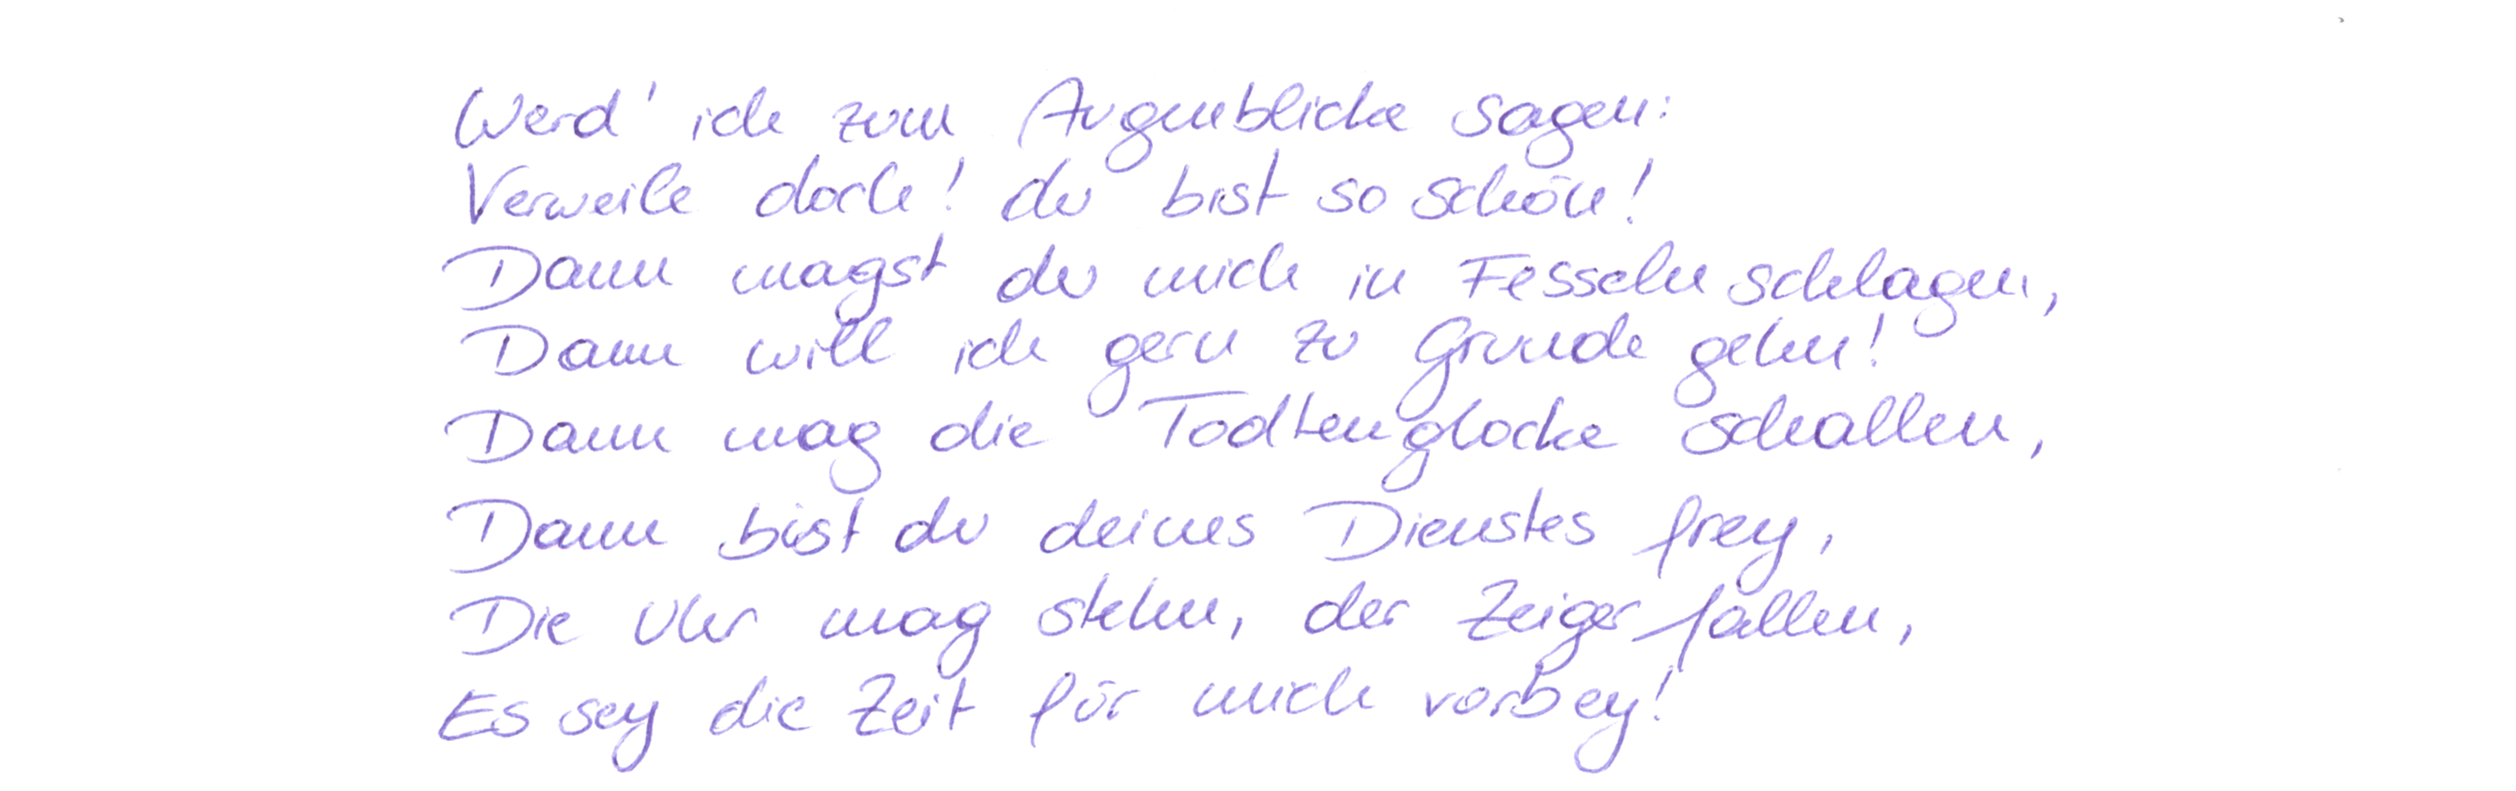 Werd' ich zum Augenblicke sagen:
Verweile doch! du bist so schön!
Dann magst du mich in Fesseln schlagen,
Dann will ich gern zu Grunde gehn!
Dann mag die Todtenglocke schallen,
Dann bist du deines Dienstes frey,
Die Uhr mag stehn, der Zeiger fallen,
Es sey die Zeit für mich vorbey!